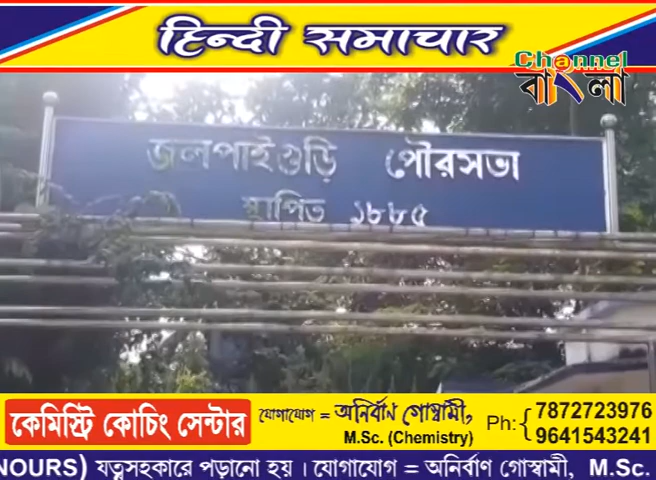 हिन्दी समाचार
Channel
বাংলা
জলপাইগুড়ি পৌরসভা
স্থাপিত ১৮৮৫
কেমিস্ট্রি কোচিং সেন্টার
যোগাযোগ = অনির্বাণ গোস্বামী,
M.Sc. (Chemistry)
Ph:{ 7872723976
9641543241
NOURS) যত্নসহকারে পড়ানো হয় । যোগাযোগ = অনির্বাণ গোস্বামী, M.Sc.